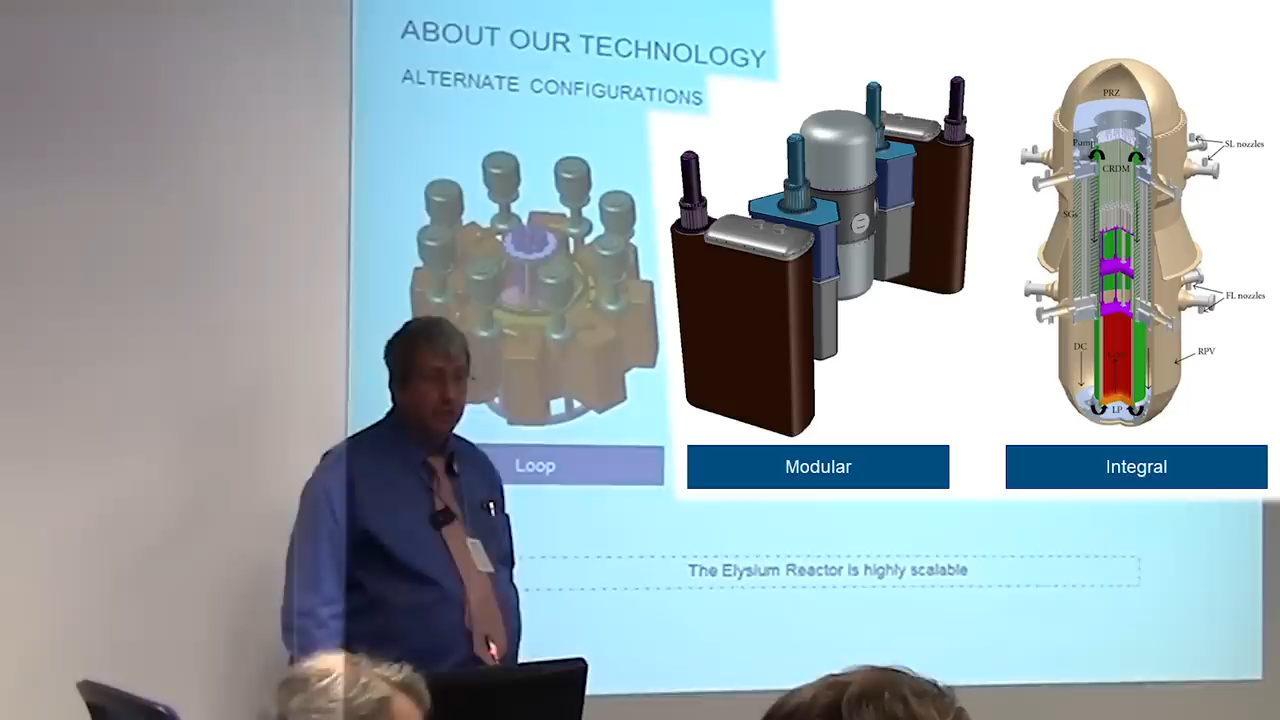 ABOUT OUR TECHNOLOGY
ALTERNATE CONFIGURATIONS
PRZ
Pump
CRDM
SL nozzles
SGs
FL nozzles
DC
RPV
LP
Loop
Modular
Integral
The Elysium Reactor is highly scalable